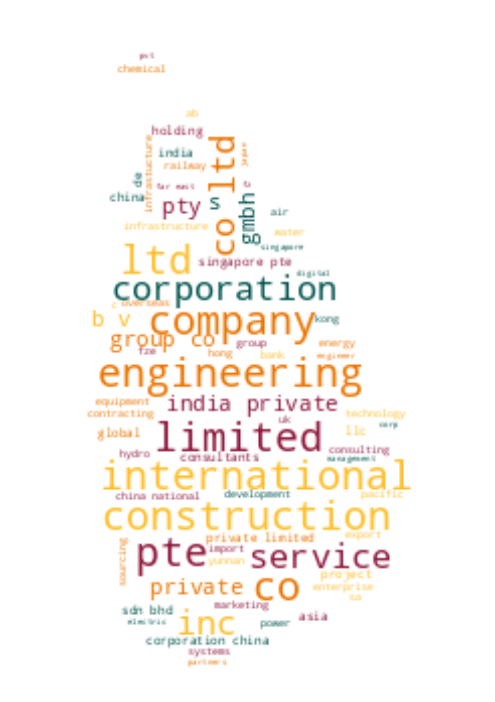 pvt
chemical
ab
holding
infrastucture
co ltd
japan
india
railway
de
far east
china
pty
s
gmbh
air
infrastructure
water
singapore
ltd
singapore pte
digital
corporation
c
overseas
b v
company
kong
group co
group
energy
fze
hong
bank
engineer
engineering
equipment
india private
contracting
technology
uk
corp
global
limited
llc
hydro
consultants
consulting
management
international
china national
development
pacific
construction
sourcing
private limited
export
pte
import
service
yunnan
project
private
co
enterprise
sa
sdn bhd
marketing
electric
inc
power
asia
corporation china
systems
partners